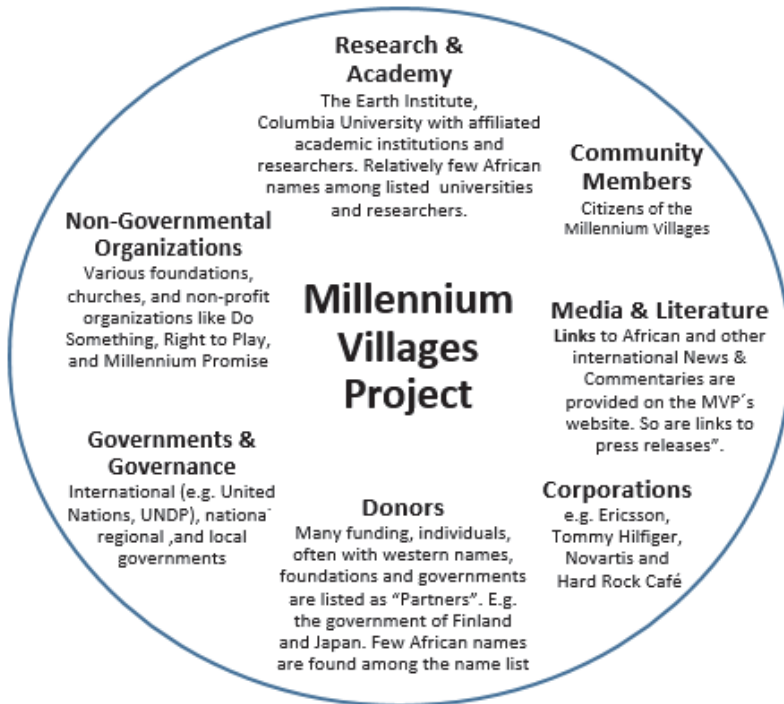 Research &
Academy
The Earth Institute,
Columbia University with affiliated
academic institutions and
researchers. Relatively few African
names among listed universities
and researchers.
Community
Members
Citizens of the
Millennium Villages
Non-Governmental
Organizations
Various foundations,
churches, and non-profit
organizations like Do
Something, Right to Play,
and Millennium Promise
Millennium
Villages
Project
Media & Literature
Links to African and other
international News &
Commentaries are
provided on the MVP´s
website. So are links to
press releases”.
Governments &
Governance
International (e.g. United
Nations, UNDP), national
regional ,and local
governments
Donors
Many funding, individuals,
often with western names,
foundations and governments
are listed as “Partners”. E.g.
the government of Finland
and Japan. Few African names
are found among the name list
Corporations
e.g. Ericsson,
Tommy Hilfiger,
Novartis and
Hard Rock Café